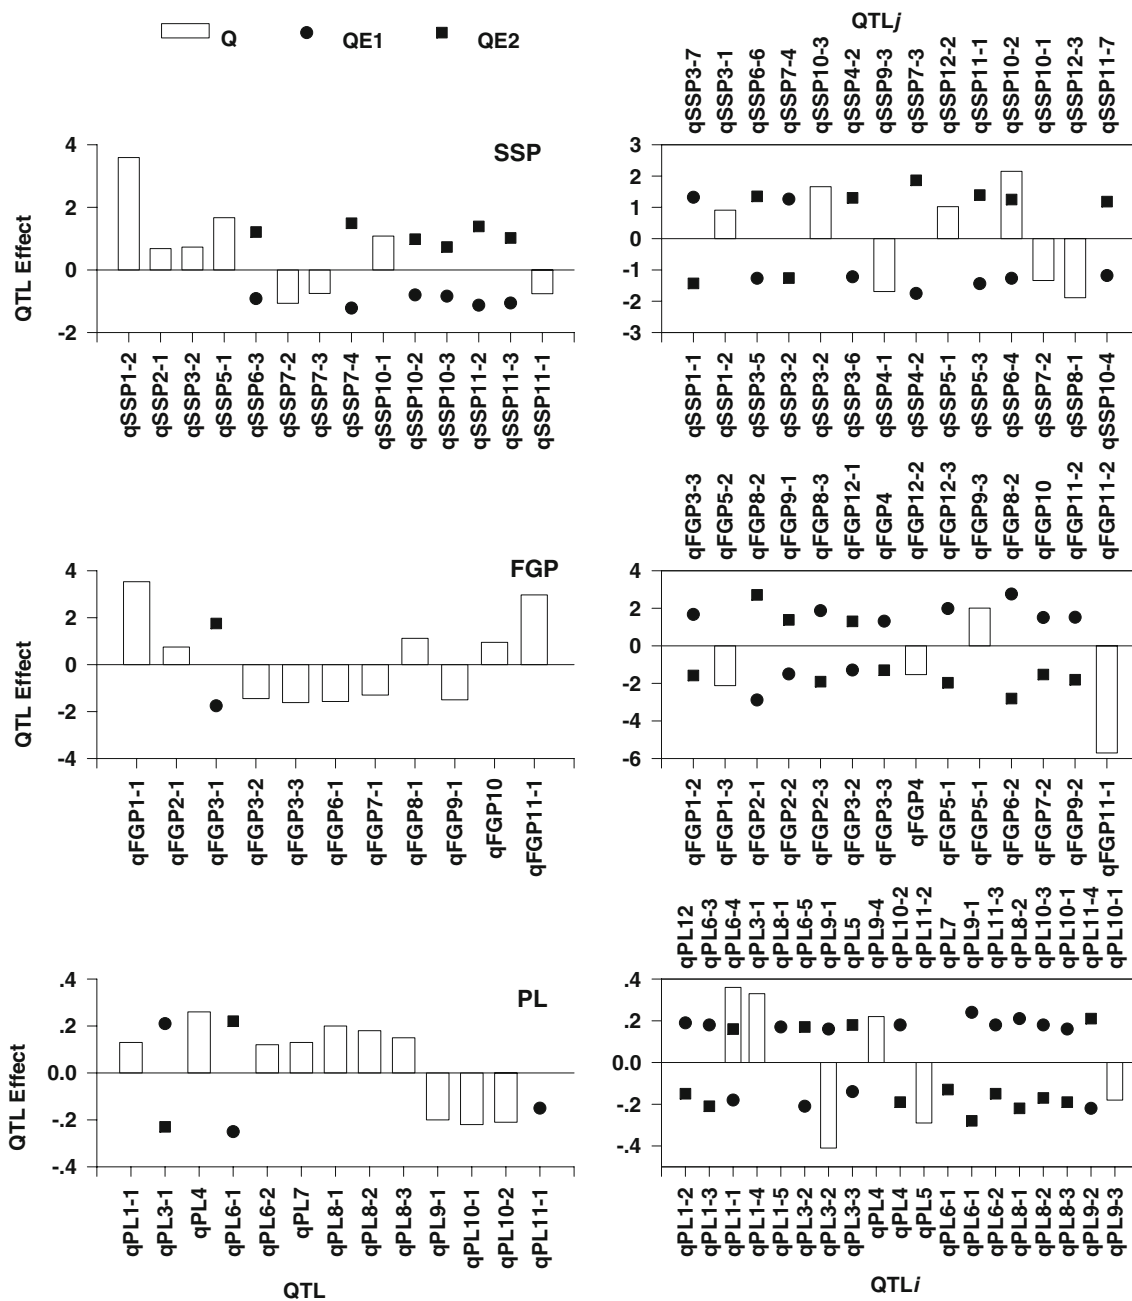 Q QE1 QE2
QTLj
qSSP3-7 qSSP3-1 qSSP6-6 qSSP7-4 qSSP10-3 qSSP4-2 qSSP9-3 qSSP7-3 qSSP12-2 qSSP11-1 qSSP10-2 qSSP10-1 qSSP12-3 qSSP11-7
SSP
QTL Effect
4
2
0
-2
qSSP1-2 qSSP2-1 qSSP3-2 qSSP5-1 qSSP6-3 qSSP7-2 qSSP7-3 qSSP7-4 qSSP10-1 qSSP10-2 qSSP10-3 qSSP11-2 qSSP11-3 qSSP11-1
3
2
1
0
-1
-2
-3
qSSP1-1 qSSP1-2 qSSP3-5 qSSP3-2 qSSP3-2 qSSP3-6 qSSP4-1 qSSP4-2 qSSP5-1 qSSP5-3 qSSP6-4 qSSP7-2 qSSP8-1 qSSP10-4
qFGP3-3 qFGP5-2 qFGP8-2 qFGP9-1 qFGP8-3 qFGP12-1 qFGP4 qFGP12-2 qFGP12-3 qFGP9-3 qFGP8-2 qFGP10 qFGP11-2 qFGP11-2
FGP
QTL Effect
4
2
0
-2
-4
qFGP1-1 qFGP2-1 qFGP3-1 qFGP3-2 qFGP3-3 qFGP6-1 qFGP7-1 qFGP8-1 qFGP9-1 qFGP10 qFGP11-1
4
2
0
-2
-4
-6
qFGP1-2 qFGP1-3 qFGP2-1 qFGP2-2 qFGP2-3 qFGP3-2 qFGP3-3 qFGP4 qFGP5-1 qFGP5-1 qFGP6-2 qFGP7-2 qFGP9-2 qFGP11-1
qPL12 qPL6-3 qPL6-4 qPL3-1 qPL8-1 qPL6-5 qPL9-1 qPL5 qPL9-4 qPL10-2 qPL11-2 qPL7 qPL9-1 qPL11-3 qPL8-2 qPL10-3 qPL10-1 qPL11-4 qPL10-1
PL
QTL Effect
.4
.2
0.0
-.2
-.4
qPL1-1 qPL3-1 qPL4 qPL6-1 qPL6-2 qPL7 qPL8-1 qPL8-2 qPL8-3 qPL9-1 qPL10-1 qPL10-2 qPL11-1
QTL
.4
.2
0.0
-.2
-.4
qPL1-2 qPL1-3 qPL1-1 qPL1-4 qPL1-5 qPL3-2 qPL3-2 qPL3-3 qPL4 qPL4 qPL5 qPL6-1 qPL6-1 qPL6-2 qPL8-1 qPL8-2 qPL8-3 qPL9-2 qPL9-3
QTLi